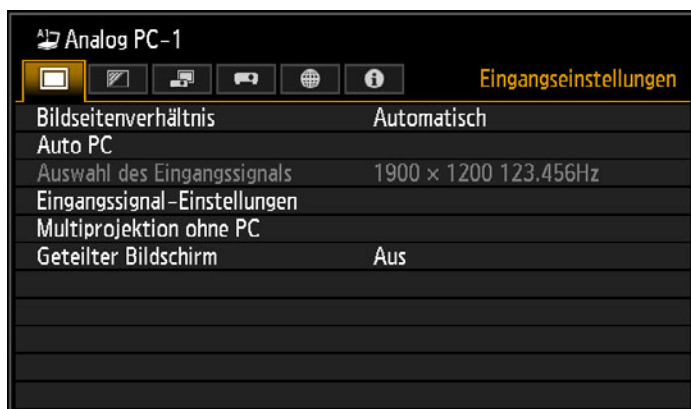 Analog PC-1
Eingangseinstellungen
Bildseitenverhältnis Automatisch
Auto PC
Auswahl des Eingangssignals 1900 × 1200 123.456Hz
Eingangssignal-Einstellungen
Multiprojektion ohne PC
Geteilter Bildschirm Aus